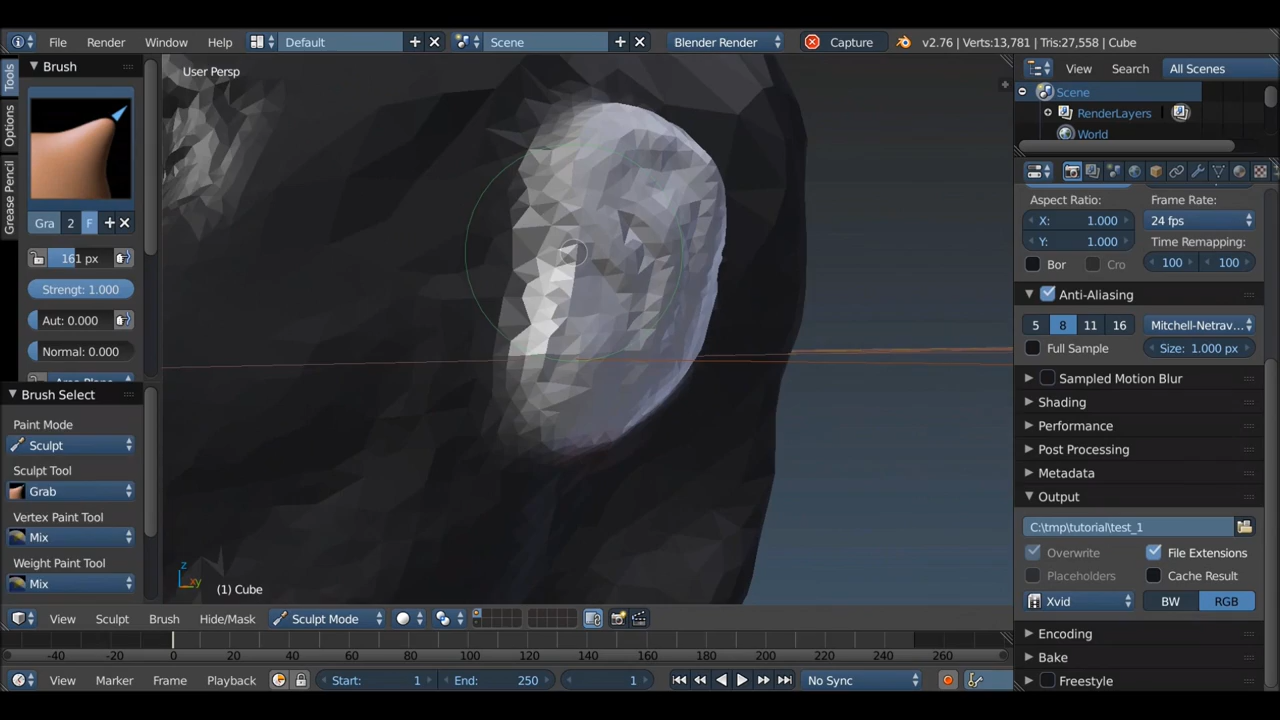 File Render Window Help Default Scene Blender Render Capture v2.76 | Verts:13,781 | Tris:27,558 | Cube
Brush
User Persp
View Search All Scenes
Scene
RenderLayers
World
Tools
Options
Grease Pencil
Gra 2 F
161 px
Strengt: 1.000
Aut: 0.000
Normal: 0.000
Brush Select
Paint Mode
Sculpt
Sculpt Tool
Grab
Vertex Paint Tool
Mix
Weight Paint Tool
Mix
z
xy
(1) Cube
Aspect Ratio: Frame Rate:
X: 1.000 24 fps
Y: 1.000 Time Remapping:
Bor Cro 100 100
Anti-Aliasing
5 8 11 16 Mitchell-Netrav...
Full Sample Size: 1.000 px
Sampled Motion Blur
Shading
Performance
Post Processing
Metadata
Output
C:\tmp\tutorial\test_1
Overwrite File Extensions
Placeholders Cache Result
Xvid BW RGB
Encoding
Bake
Freestyle
View Sculpt Brush Hide/Mask Sculpt Mode
-40 -20 0 20 40 60 80 100 120 140 160 180 200 220 240 260
View Marker Frame Playback Start: 1 End: 250 1 No Sync